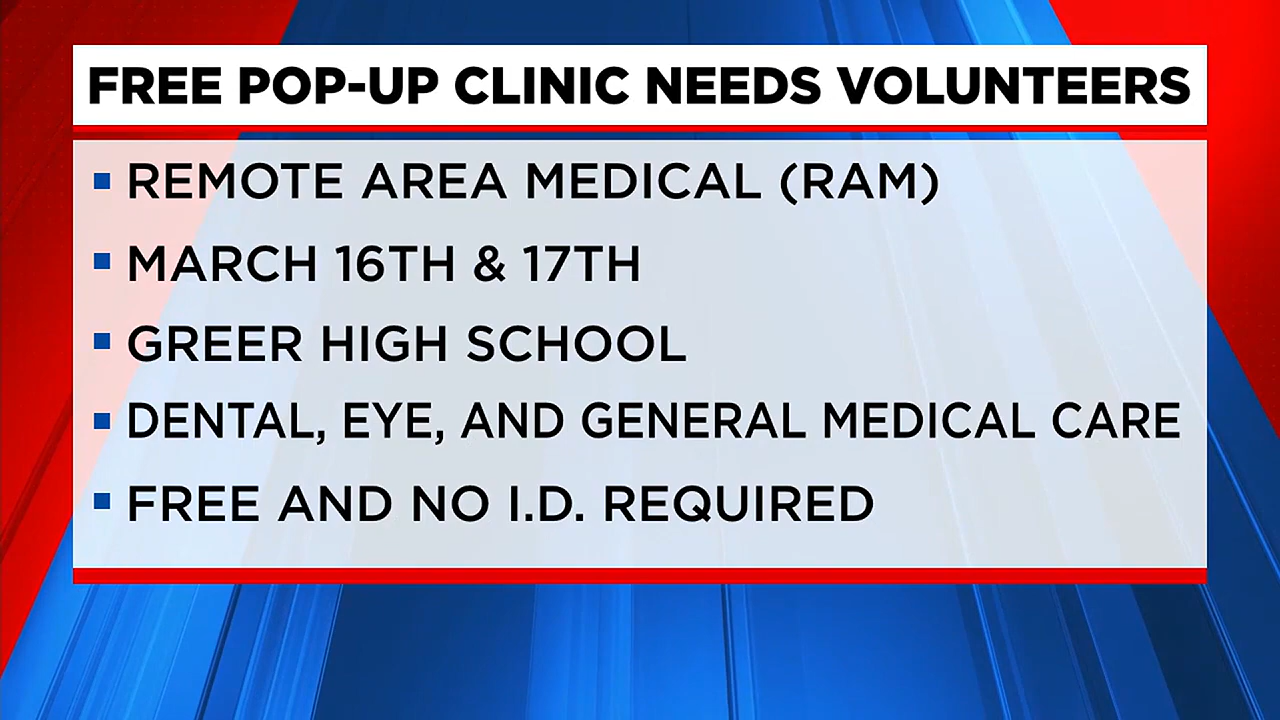 FREE POP-UP CLINIC NEEDS VOLUNTEERS
REMOTE AREA MEDICAL (RAM)
MARCH 16TH & 17TH
GREER HIGH SCHOOL
DENTAL, EYE, AND GENERAL MEDICAL CARE
FREE AND NO I.D. REQUIRED